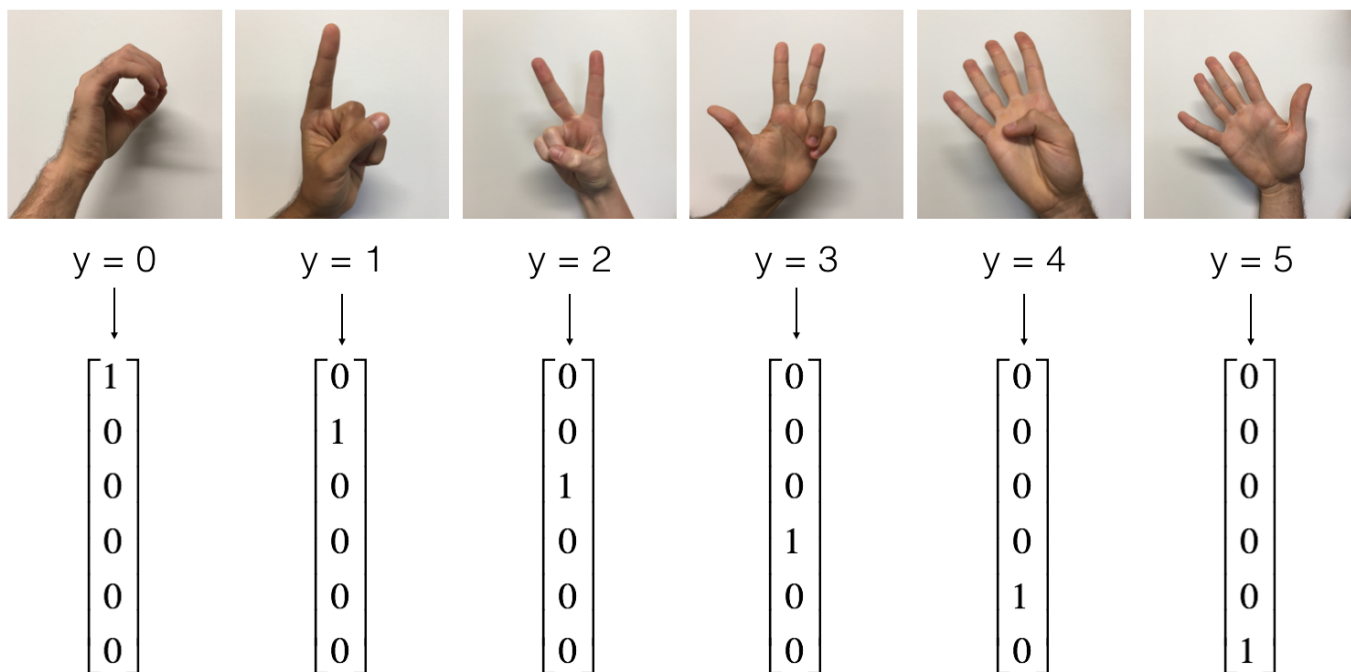 y = 0 y = 1 y = 2 y = 3 y = 4 y = 5
1 0 0 0 0 0
0 1 0 0 0 0
0 0 1 0 0 0
0 0 0 1 0 0
0 0 0 0 1 0
0 0 0 0 0 1